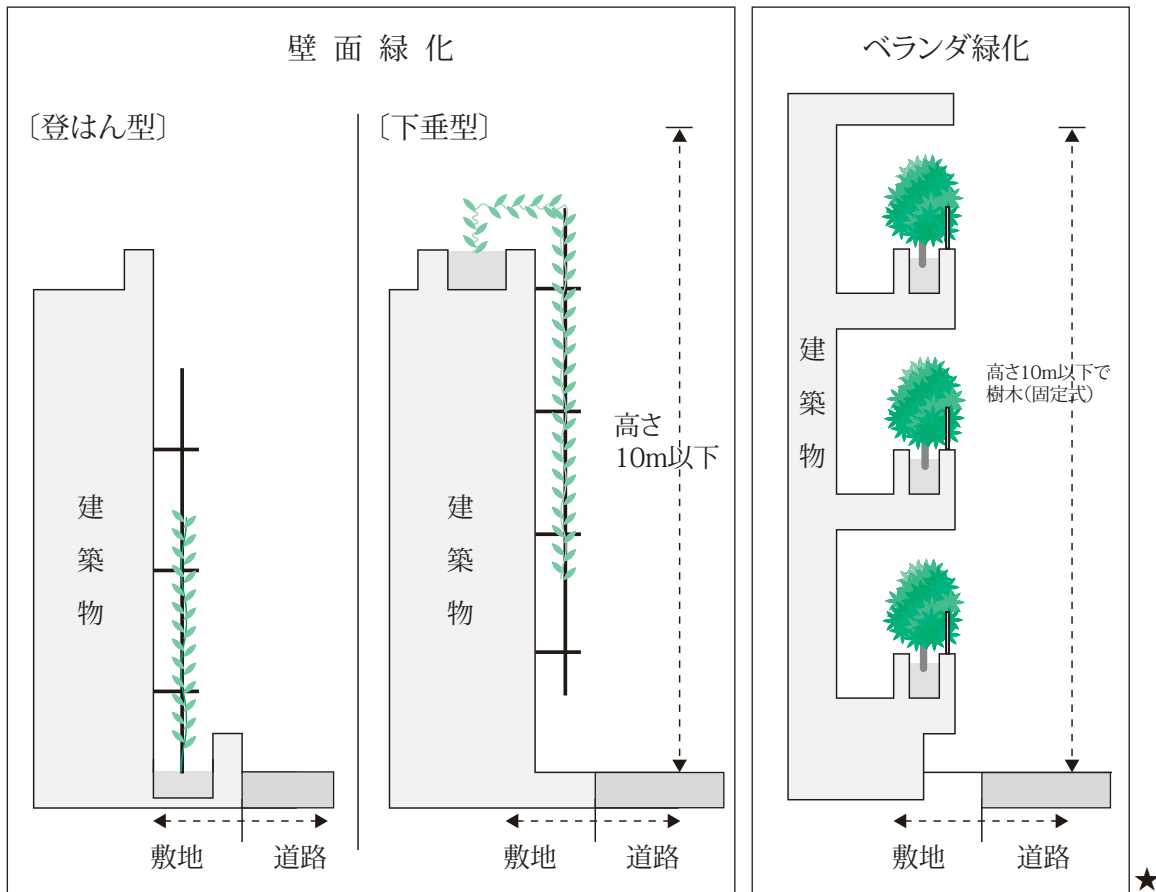 壁面緑化
〔登はん型〕
建築物
敷地
道路
〔下垂型〕
建築物
高さ
10m以下
敷地
道路
ベランダ緑化
建築物
高さ10m以下で
樹木(固定式)
敷地
道路
★